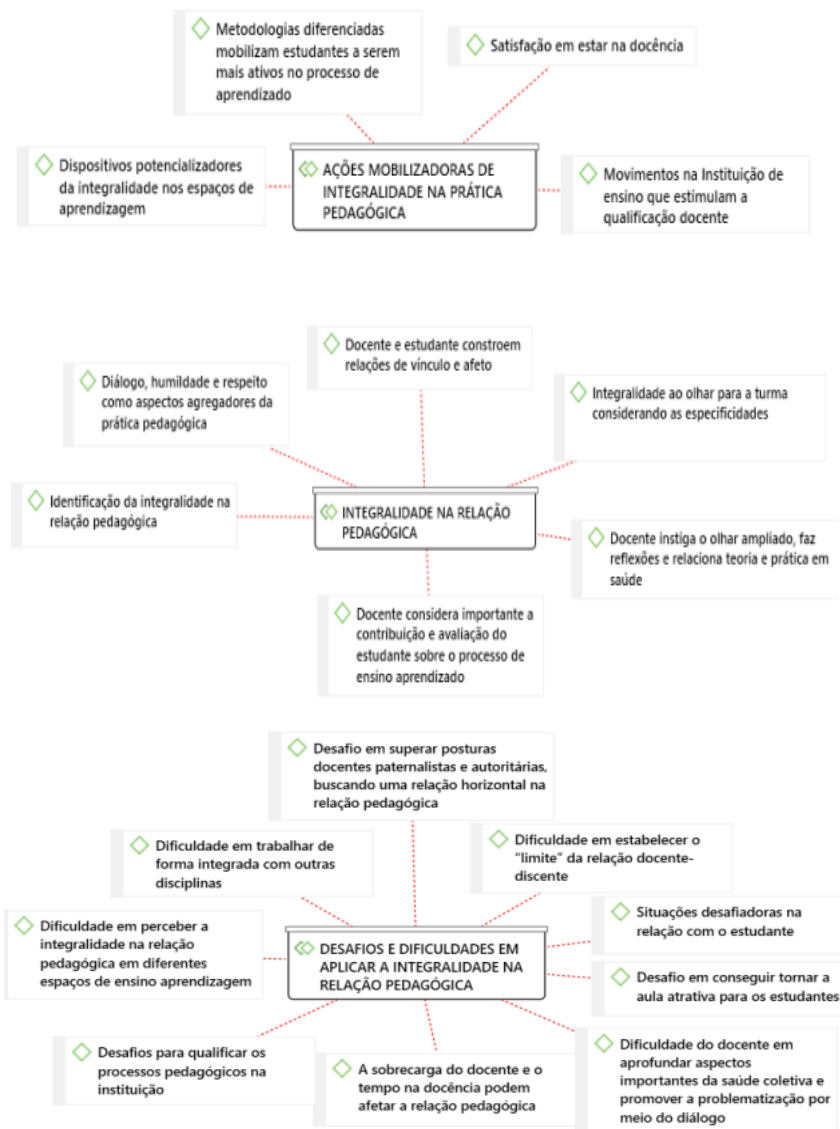 Metodologias diferenciadas
mobilizam estudantes a serem
mais ativos no processo de
aprendizado
Satisfação em estar na docência
Dispositivos potencializadores
da integralidade nos espaços de
aprendizagem
AÇÕES MOBILIZADORAS DE
INTEGRALIDADE NA PRÁTICA
PEDAGÓGICA
Movimentos na Instituição de
ensino que estimulam a
qualificação docente
Docente e estudante constroem
relações de vínculo e afeto
Diálogo, humildade e respeito
como aspectos agregadores da
prática pedagógica
Integralidade ao olhar para a turma
considerando as especificidades
Identificação da integralidade na
relação pedagógica
INTEGRALIDADE NA RELAÇÃO
PEDAGÓGICA
Docente instiga o olhar ampliado, faz
reflexões e relaciona teoria e prática em
saúde
Docente considera importante a
contribuição e avaliação do
estudante sobre o processo de
ensino aprendizado
Desafio em superar posturas
docentes paternalistas e autoritárias,
buscando uma relação horizontal na
relação pedagógica
Dificuldade em trabalhar de
forma integrada com outras
disciplinas
Dificuldade em estabelecer o
"limite" da relação docente-
discente
Dificuldade em perceber a
integralidade na relação
pedagógica em diferentes
espaços de ensino aprendizagem
DESAFIOS E DIFICULDADES EM
APLICAR A INTEGRALIDADE NA
RELAÇÃO PEDAGÓGICA
Situações desafiadoras na
relação com o estudante
Desafio em conseguir tornar a
aula atrativa para os estudantes
Desafios para qualificar os
processos pedagógicos na
instituição
A sobrecarga do docente e o
tempo na docência podem
afetar a relação pedagógica
Dificuldade do docente em
aprofundar aspectos
importantes da saúde coletiva e
promover a problematização por
meio do diálogo